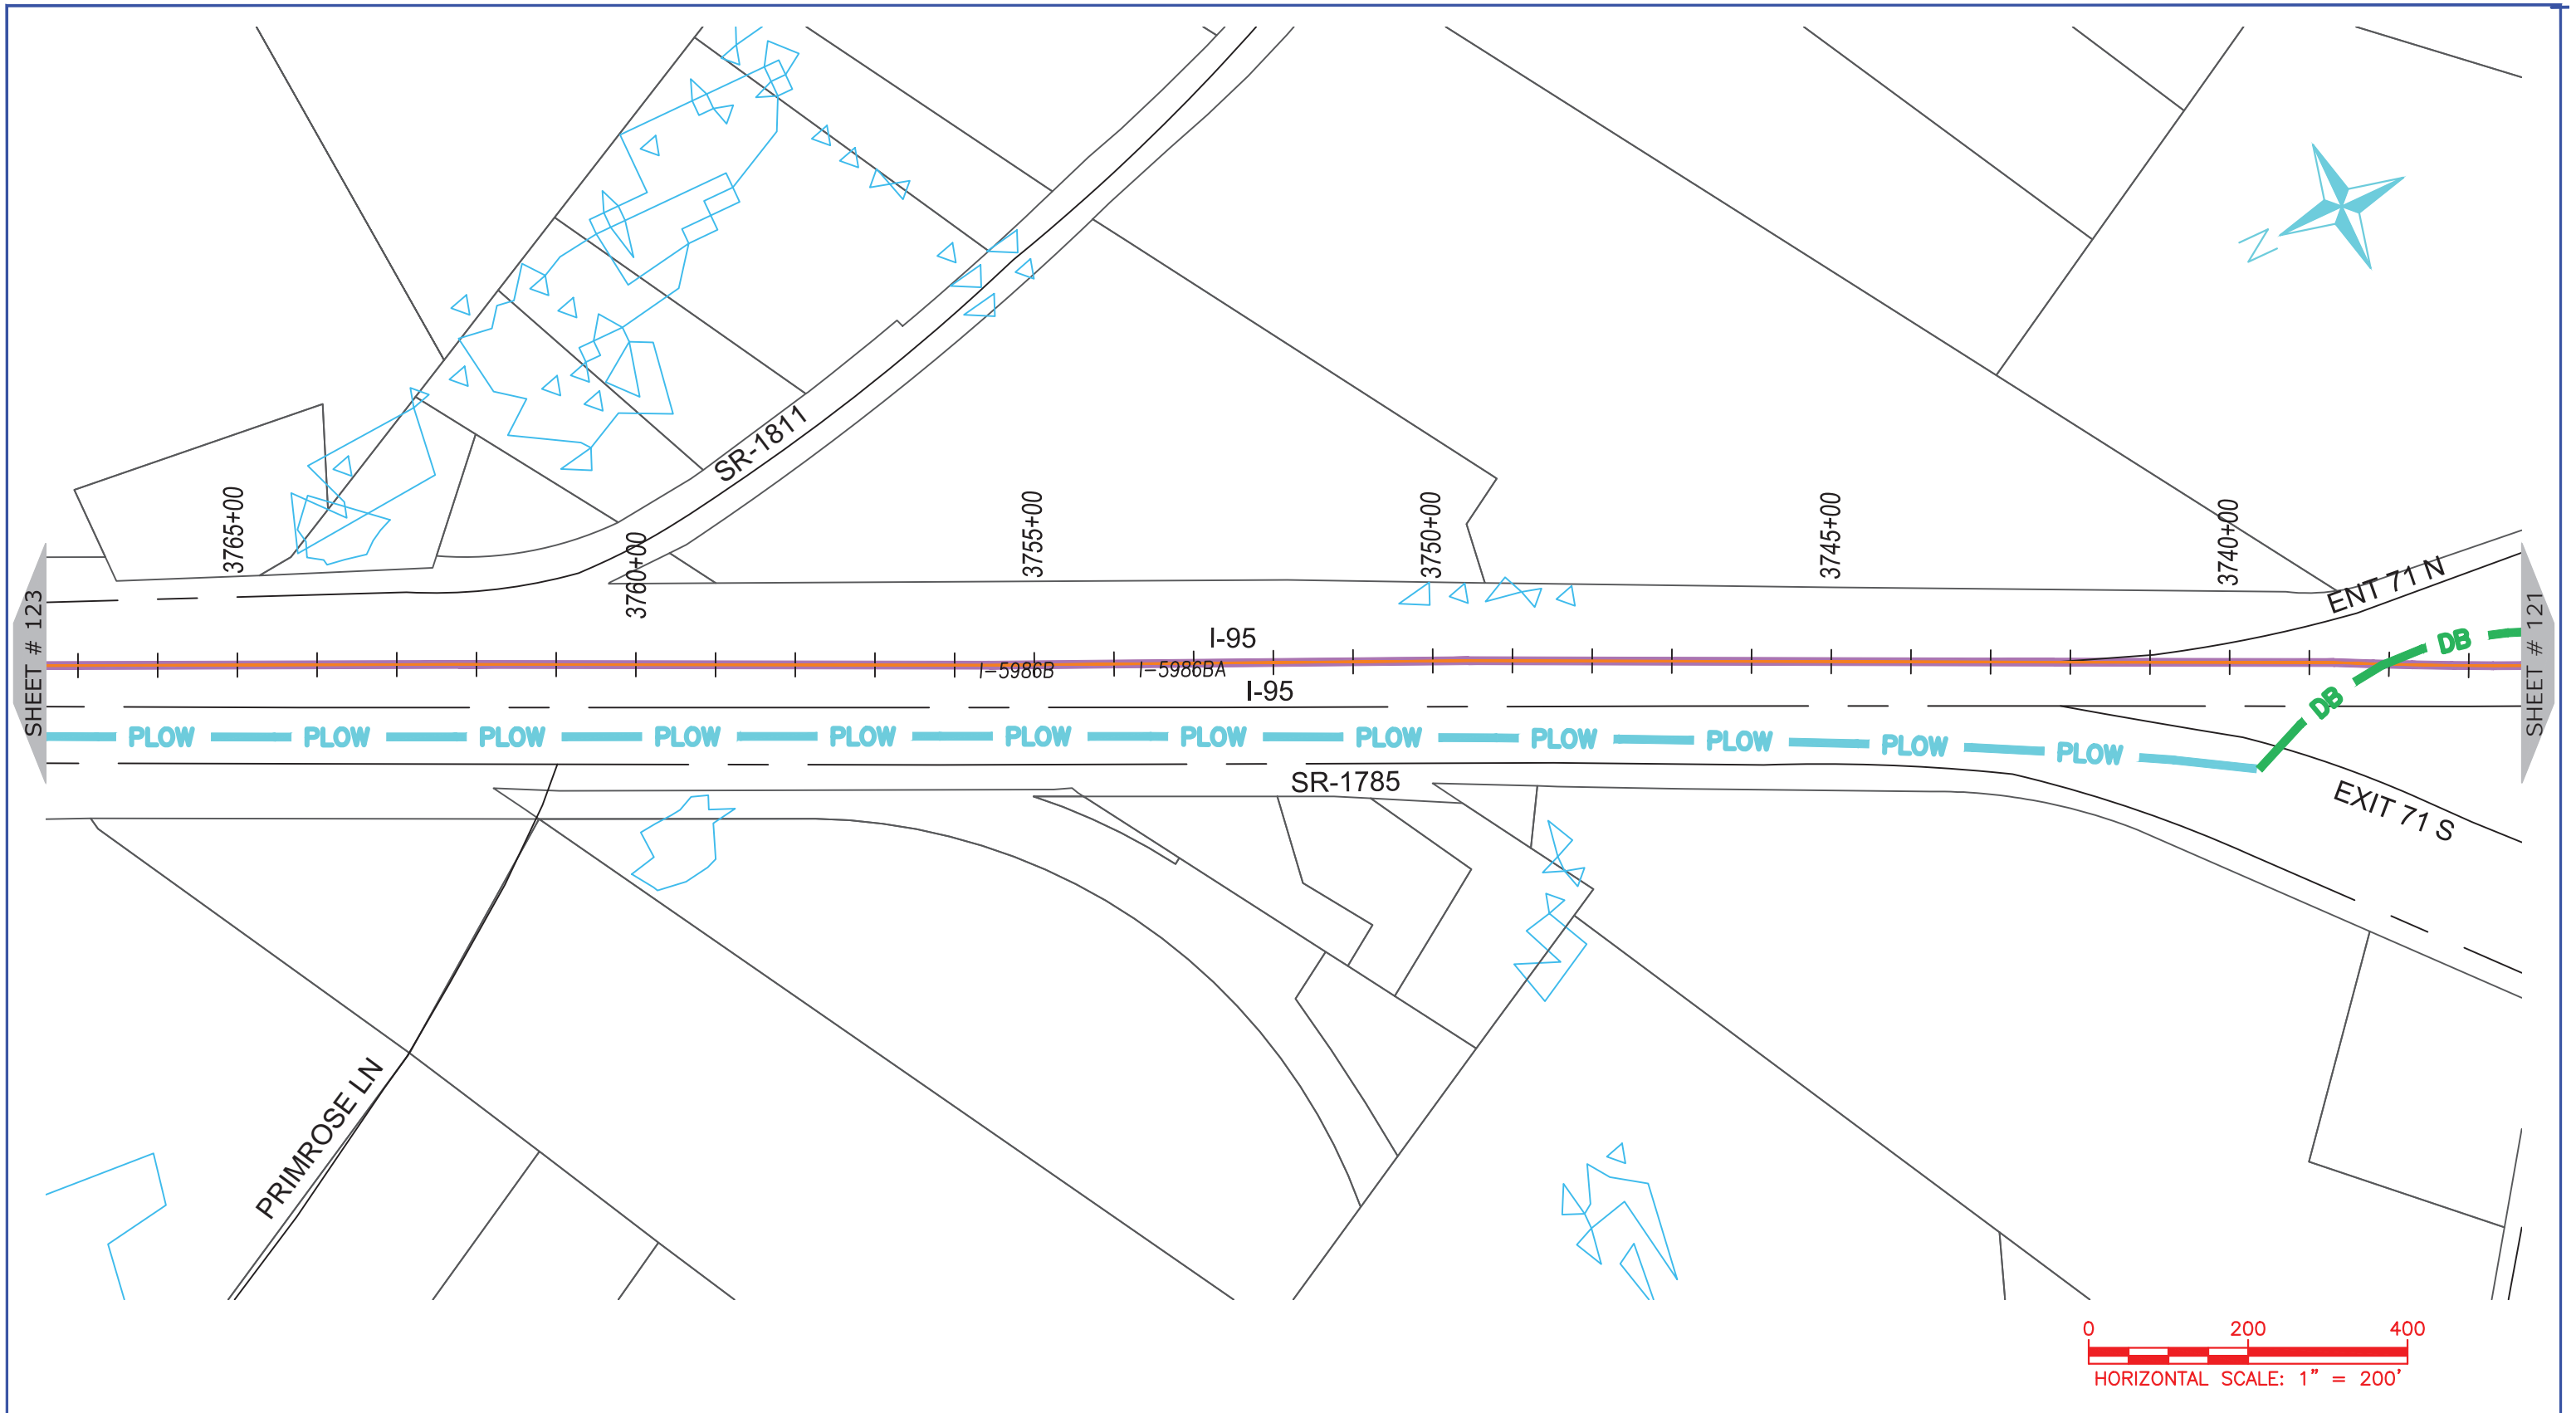 N
SR-1811
3765+00
3760+00
3755+00
3750+00
3745+00
3740+00
ENT 71 N
SHEET # 123
SHEET # 121
I-95
I-5986B
I-5986BA
I-95
DB
DB
PLOW
PLOW
PLOW
PLOW
PLOW
PLOW
PLOW
PLOW
PLOW
PLOW
PLOW
PLOW
SR-1785
EXIT 71 S
PRIMROSE LN
0 200 400
HORIZONTAL SCALE: 1" = 200'